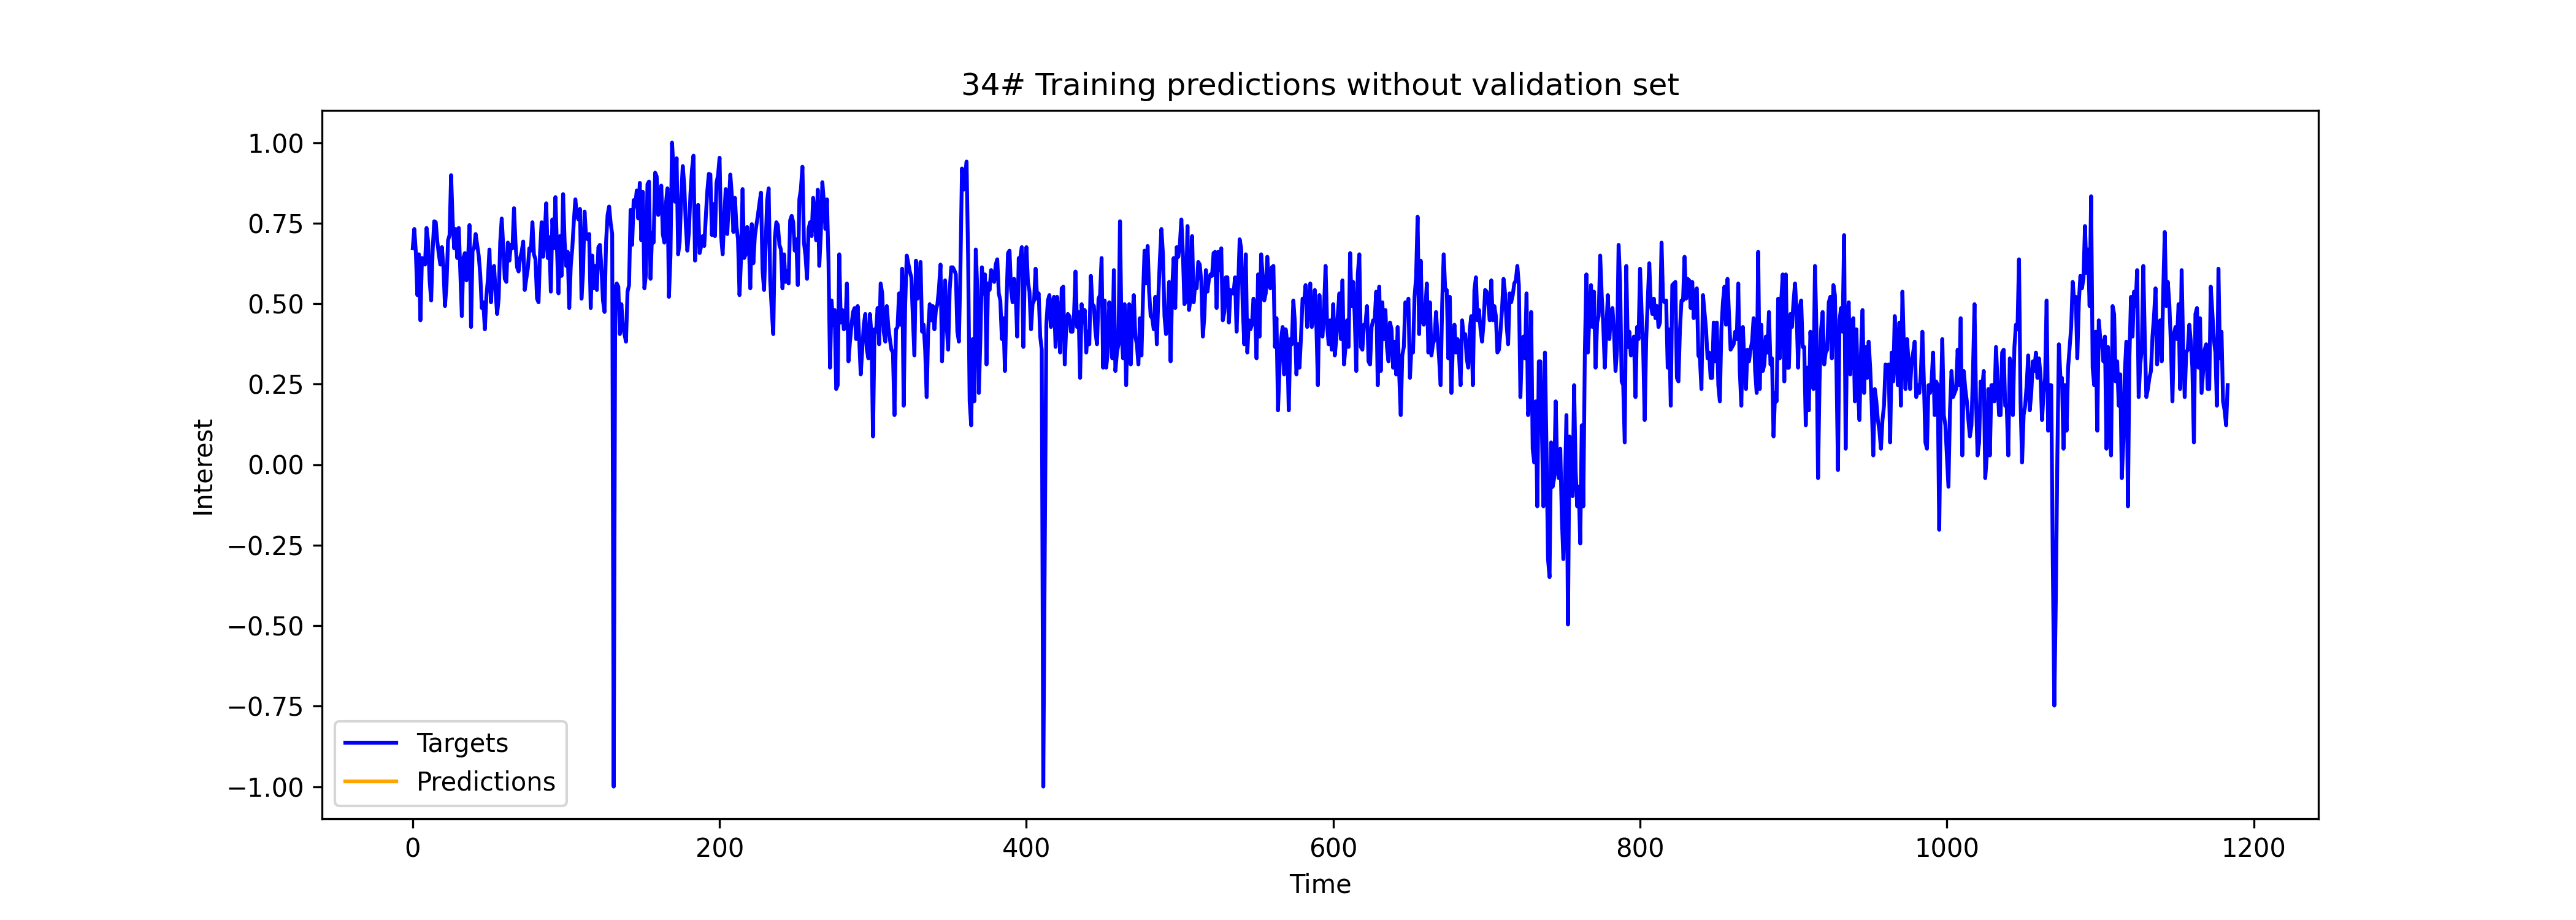 34# Training predictions without validation set
Interest
1.00
0.75
0.50
0.25
0.00
−0.25
−0.50
−0.75
−1.00
Targets
Predictions
0 200 400 600 800 1000 1200
Time